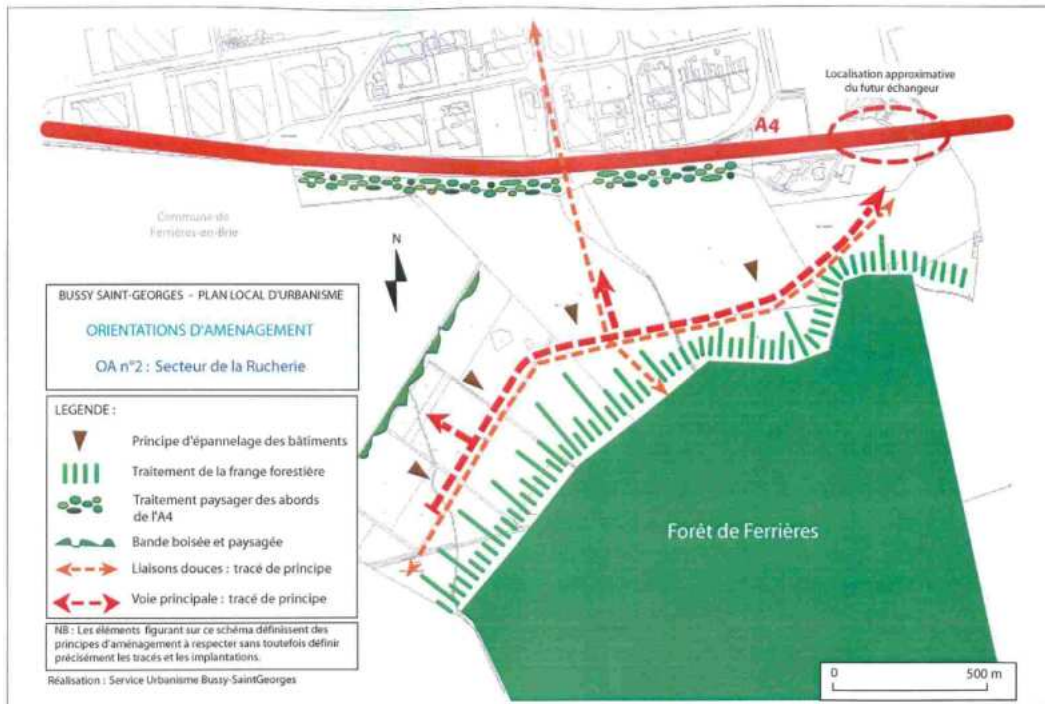 Localisation approximative
du futur échangeur
A4
Commune de
Ferrières-en-Brie
N
BUSSY SAINT-GEORGES - PLAN LOCAL D'URBANISME
ORIENTATIONS D'AMENAGEMENT
OA n°2 : Secteur de la Rucherie
LEGENDE :
Principe d'épannelage des bâtiments
Traitement de la frange forestière
Traitement paysager des abords
de l'A4
Bande boisée et paysagée
Liaisons douces : tracé de principe
Voie principale : tracé de principe
NB : Les éléments figurant sur ce schéma définissent des
principes d'aménagement à respecter sans toutefois définir
précisément les tracés et les implantations.
Réalisation : Service Urbanisme Bussy-SaintGeorges
Forêt de Ferrières
0 500 m